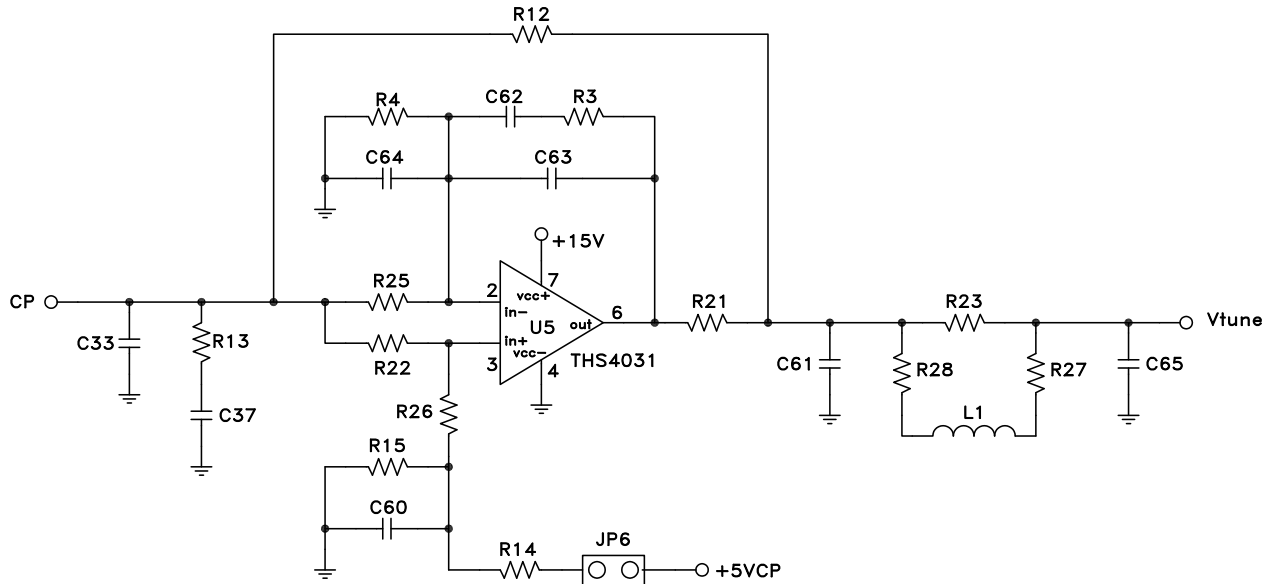 R12
R4
C62
R3
C64
C63
+15V
7
CP
R25
2
vcc+
in-
U5
out
6
R21
R23
Vtune
C33
R13
R22
in+
vcc-
3
4
THS4031
C61
R28
R27
C65
C37
R26
L1
R15
C60
R14
JP6
+5VCP